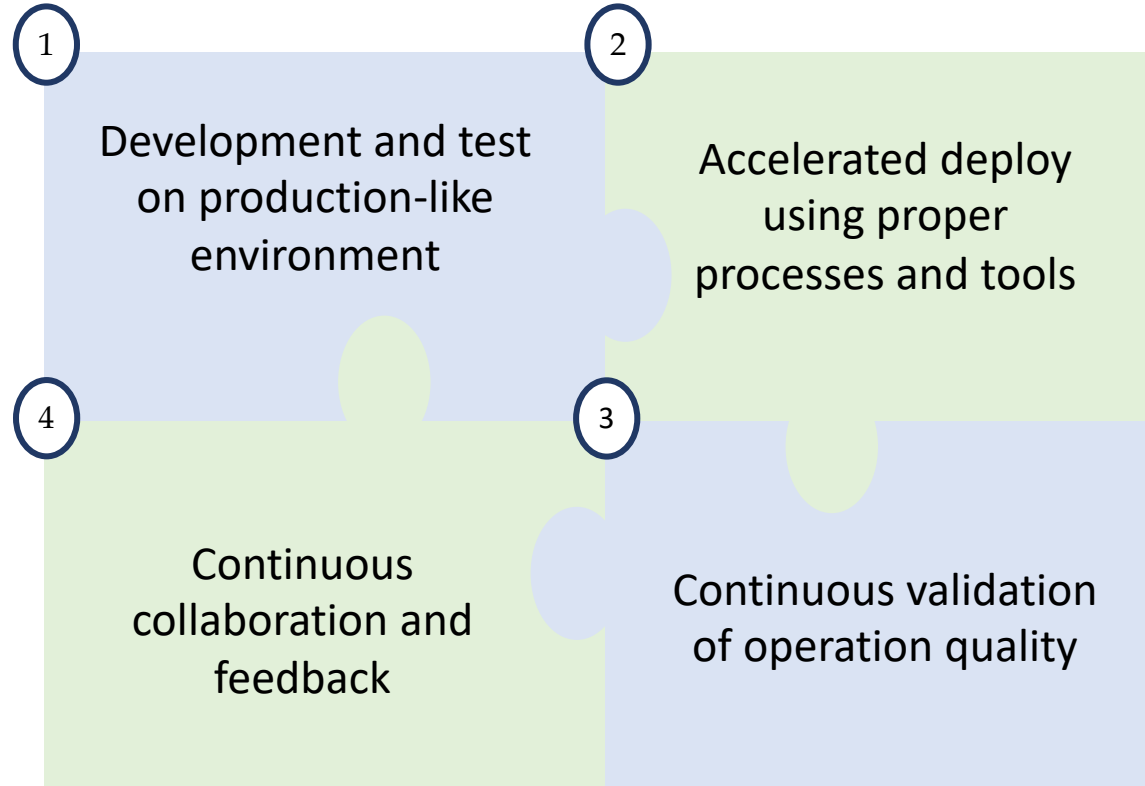 1
Development and test
on production-like
environment
2
Accelerated deploy
using proper
processes and tools
4
Continuous
collaboration and
feedback
3
Continuous validation
of operation quality